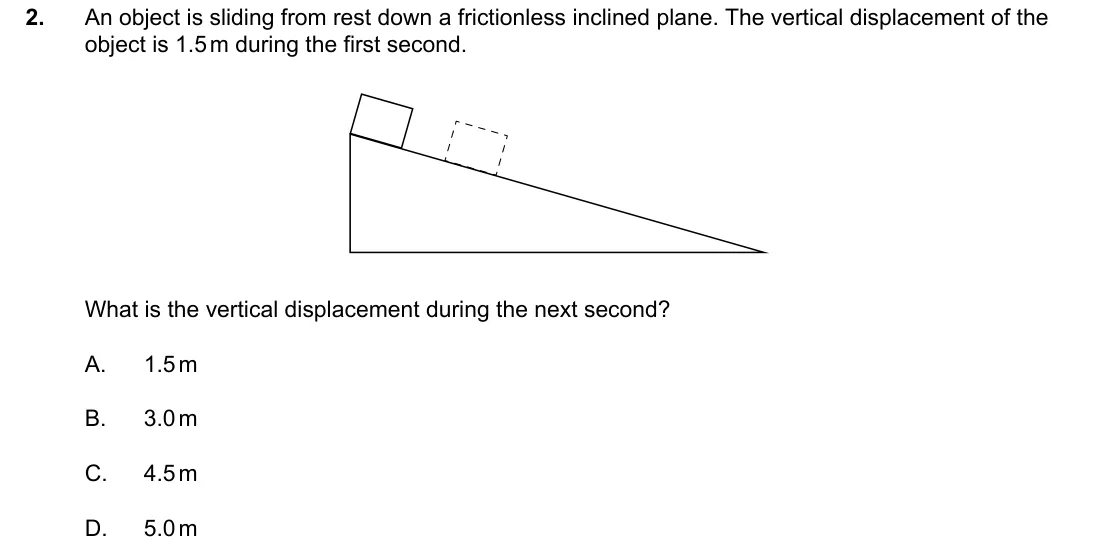 2. An object is sliding from rest down a frictionless inclined plane. The vertical displacement of the
object is 1.5 m during the first second.
What is the vertical displacement during the next second?
A. 1.5 m
B. 3.0 m
C. 4.5 m
D. 5.0 m